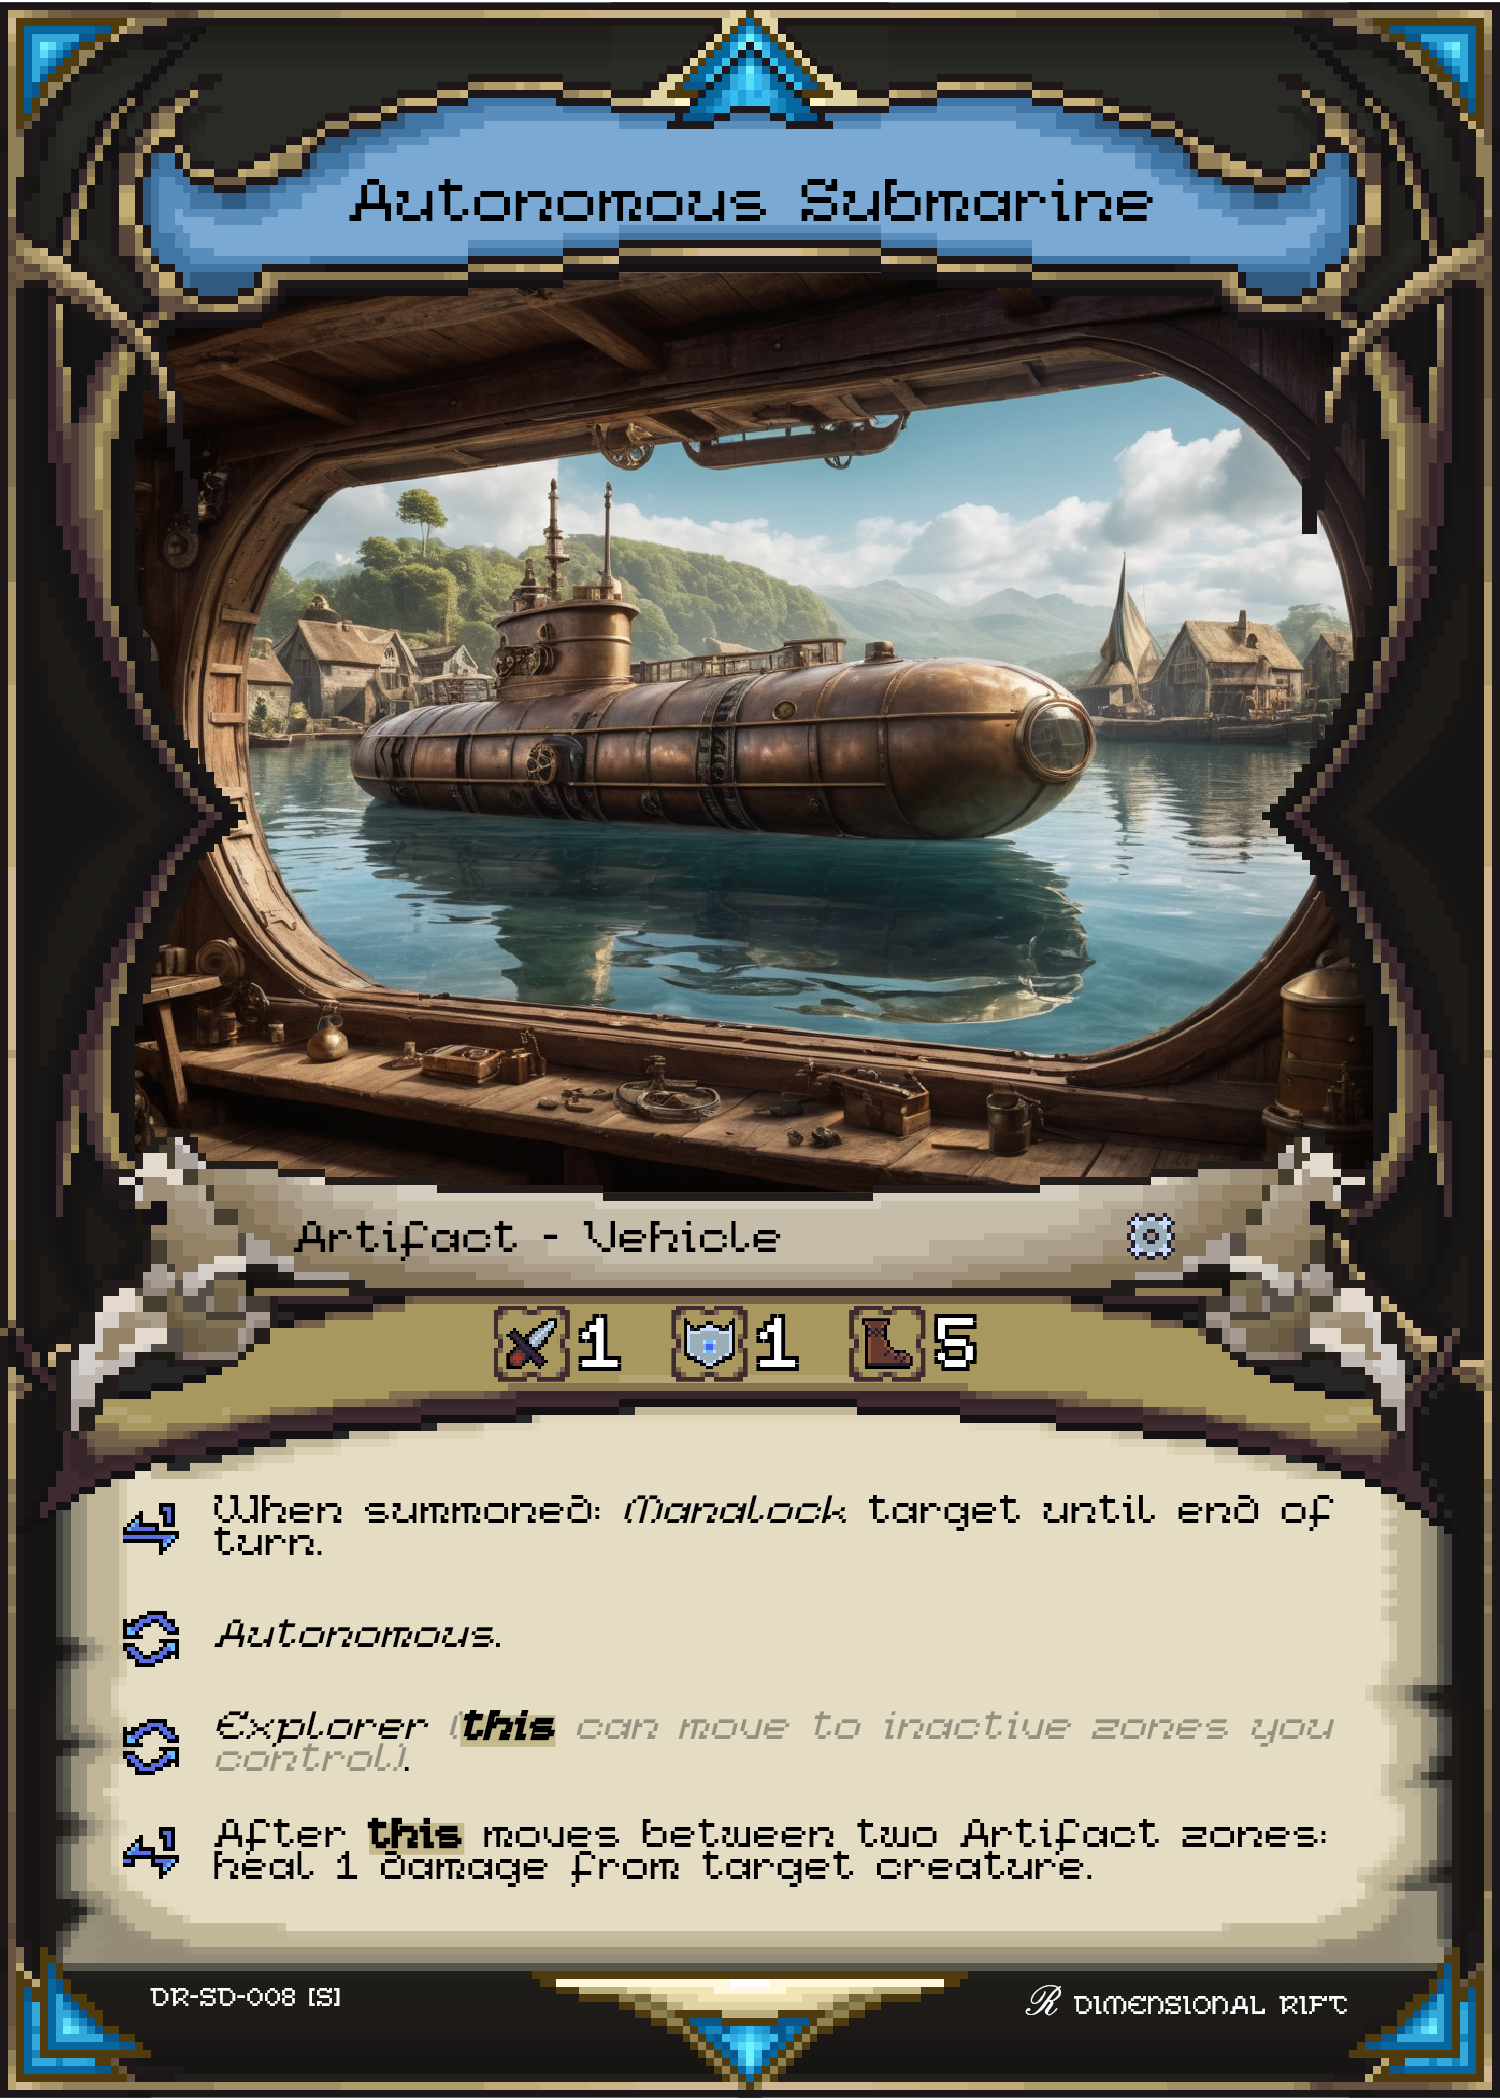 Autonomous Submarine
Artifact - Vehicle
1 1 5
When summoned: Manalock target until end of
turn.
Autonomous.
Explorer (this can move to inactive zones you
control).
After this moves between two Artifact zones:
heal 1 damage from target creature.
DR-SD-008 [S]
R DIMENSIONAL RIFT